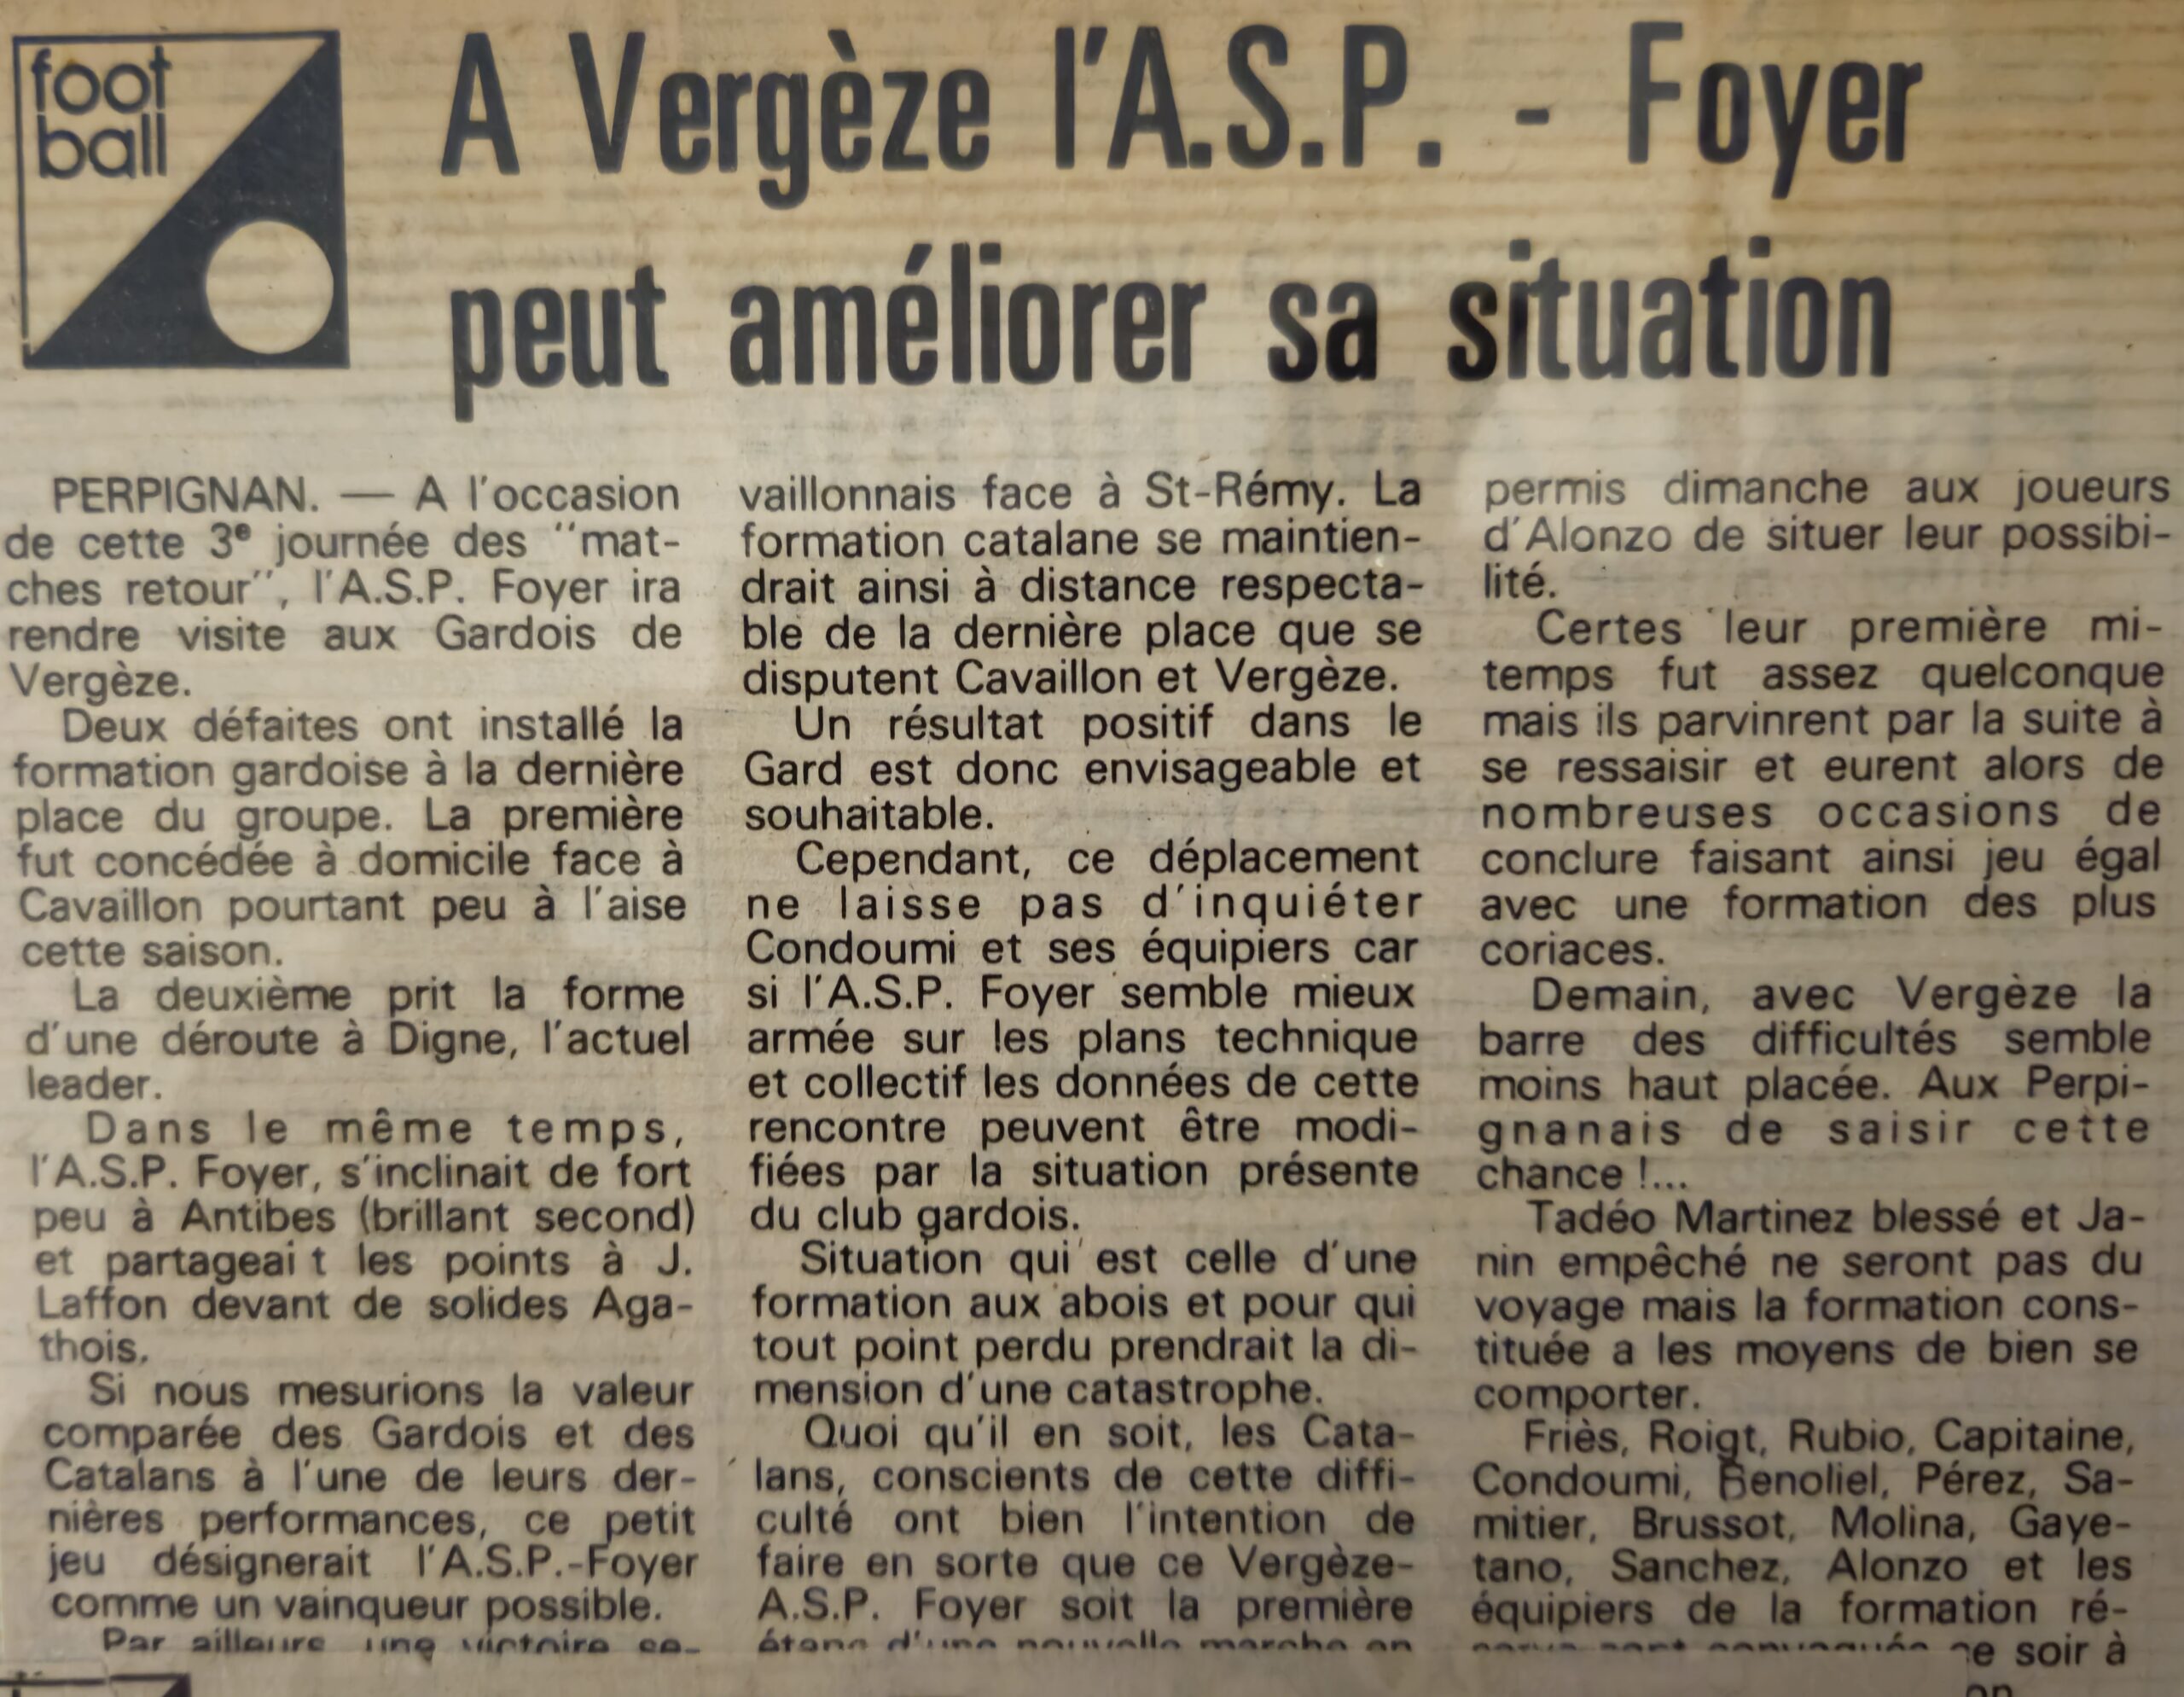 foot
ball
A Vergèze l'A.S.P. - Foyer
peut améliorer sa situation
PERPIGNAN. — A l'occasion
de cette 3e journée des "mat-
ches retour", l'A.S.P. Foyer ira
rendre visite aux Gardois de
Vergèze.
Deux défaites ont installé la
formation gardoise à la dernière
place du groupe. La première
fut concédée à domicile face à
Cavaillon pourtant peu à l'aise
cette saison.
La deuxième prit la forme
d'une déroute à Digne, l'actuel
leader.
Dans le même temps,
l'A.S.P. Foyer, s'inclinait de fort
peu à Antibes (brillant second)
et partageai t les points à J.
Laffon devant de solides Aga-
thois.
Si nous mesurions la valeur
comparée des Gardois et des
Catalans à l'une de leurs der-
nières performances, ce petit
jeu désignerait l'A.S.P.-Foyer
comme un vainqueur possible.
Par ailleurs une victoire ca-
vaillonnais face à St-Rémy. La
formation catalane se maintien-
drait ainsi à distance respecta-
ble de la dernière place que se
disputent Cavaillon et Vergèze.
Un résultat positif dans le
Gard est donc envisageable et
souhaitable.
Cependant, ce déplacement
ne laisse pas d'inquiéter
Condoumi et ses équipiers car
si l'A.S.P. Foyer semble mieux
armée sur les plans technique
et collectif les données de cette
rencontre peuvent être modi-
fiées par la situation présente
du club gardois.
Situation qui est celle d'une
formation aux abois et pour qui
tout point perdu prendrait la di-
mension d'une catastrophe.
Quoi qu'il en soit, les Cata-
lans, conscients de cette diffi-
culté ont bien l'intention de
faire en sorte que ce Vergèze-
A.S.P. Foyer soit la première
étape d'une nouvelle marche en
permis dimanche aux joueurs
d'Alonzo de situer leur possibi-
lité.
Certes leur première mi-
temps fut assez quelconque
mais ils parvinrent par la suite à
se ressaisir et eurent alors de
nombreuses occasions de
conclure faisant ainsi jeu égal
avec une formation des plus
coriaces.
Demain, avec Vergèze la
barre des difficultés semble
moins haut placée. Aux Perpi-
gnanais de saisir cette
chance !...
Tadéo Martinez blessé et Ja-
nin empêché ne seront pas du
voyage mais la formation cons-
tituée a les moyens de bien se
comporter.
Friès, Roigt, Rubio, Capitaine,
Condoumi, Benoliel, Pérez, Sa-
mitier, Brussot, Molina, Gaye-
tano, Sanchez, Alonzo et les
équipiers de la formation ré-
serve sont convoqués ce soir à